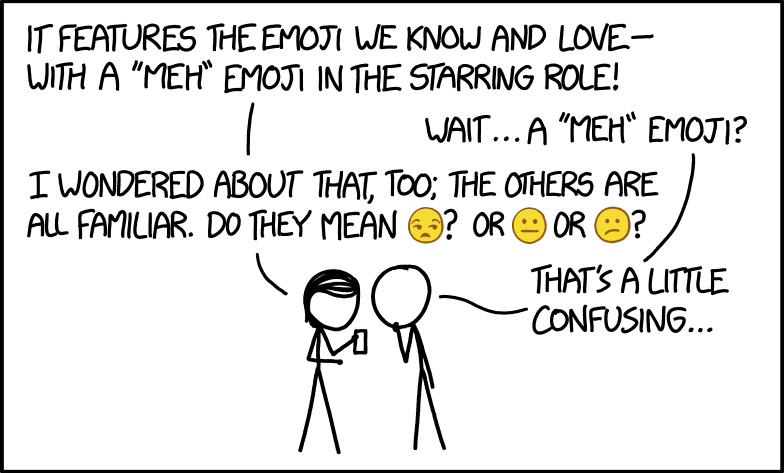 IT FEATURES THE EMOJI WE KNOW AND LOVE—
WITH A "MEH" EMOJI IN THE STARRING ROLE!
WAIT...A "MEH" EMOJI?
I WONDERED ABOUT THAT, TOO; THE OTHERS ARE
ALL FAMILIAR. DO THEY MEAN 😒? OR 😐 OR 😕?
THAT'S A LITTLE
CONFUSING...